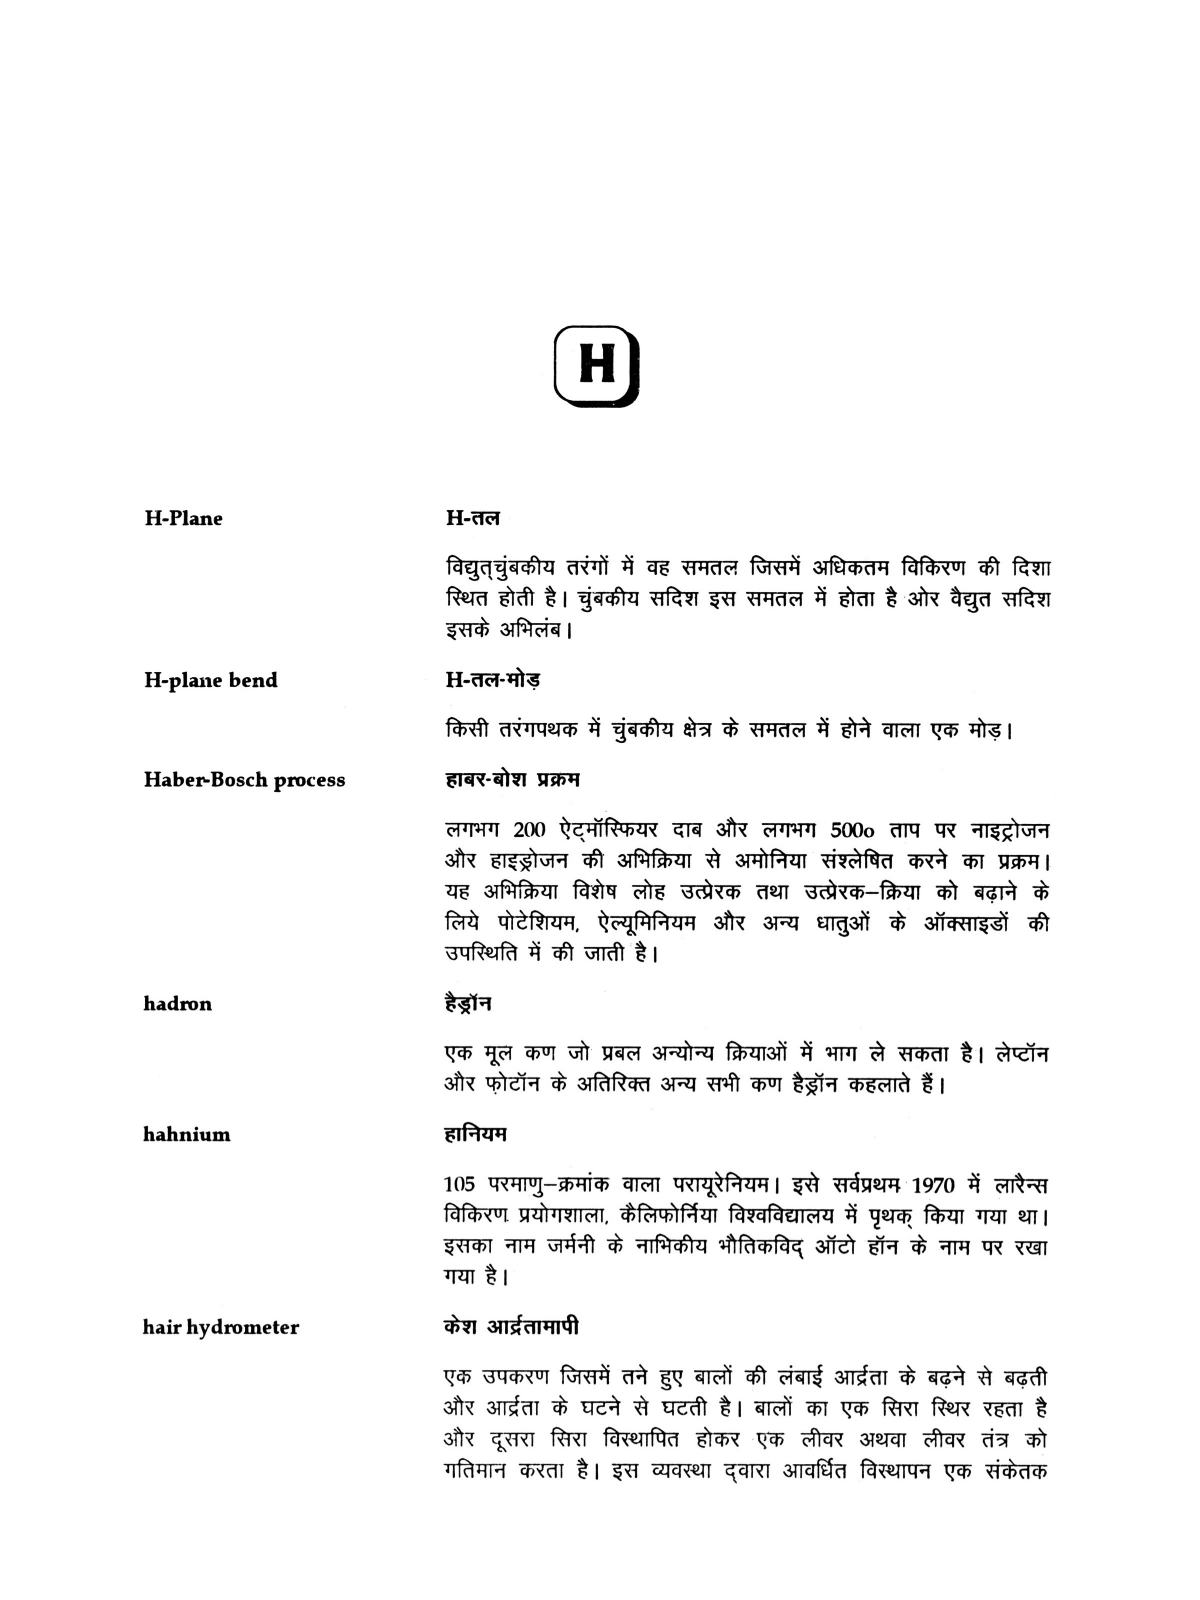 H
H-Plane H-तल
विद्युत्चुंबकीय तरंगों में वह समतल जिसमें अधिकतम विकिरण की दिशा
स्थित होती है। चुंबकीय सदिश इस समतल में होता है ओर वैद्युत सदिश
इसके अभिलंब।
H-plane bend H-तल-मोड़
किसी तरंगपथक में चुंबकीय क्षेत्र के समतल में होने वाला एक मोड़।
Haber-Bosch process हाबर-बोश प्रक्रम
लगभग 200 ऐट्मॉस्फियर दाब और लगभग 500o ताप पर नाइट्रोजन
और हाइड्रोजन की अभिक्रिया से अमोनिया संश्लेषित करने का प्रक्रम।
यह अभिक्रिया विशेष लोह उत्प्रेरक तथा उत्प्रेरक–क्रिया को बढ़ाने के
लिये पोटेशियम, ऐल्यूमिनियम और अन्य धातुओं के ऑक्साइडों की
उपस्थिति में की जाती है।
hadron हैड्रॉन
एक मूल कण जो प्रबल अन्योन्य क्रियाओं में भाग ले सकता है। लेप्टॉन
और फ़ोटॉन के अतिरिक्त अन्य सभी कण हैड्रॉन कहलाते हैं।
hahnium हानियम
105 परमाणु–क्रमांक वाला परायूरेनियम। इसे सर्वप्रथम 1970 में लारैन्स
विकिरण प्रयोगशाला, कैलिफोर्निया विश्वविद्यालय में पृथक् किया गया था।
इसका नाम जर्मनी के नाभिकीय भौतिकविद् ऑटो हॉन के नाम पर रखा
गया है।
hair hydrometer केश आर्द्रतामापी
एक उपकरण जिसमें तने हुए बालों की लंबाई आर्द्रता के बढ़ने से बढ़ती
और आर्द्रता के घटने से घटती है। बालों का एक सिरा स्थिर रहता है
और दूसरा सिरा विस्थापित होकर एक लीवर अथवा लीवर तंत्र को
गतिमान करता है। इस व्यवस्था द्वारा आवर्धित विस्थापन एक संकेतक